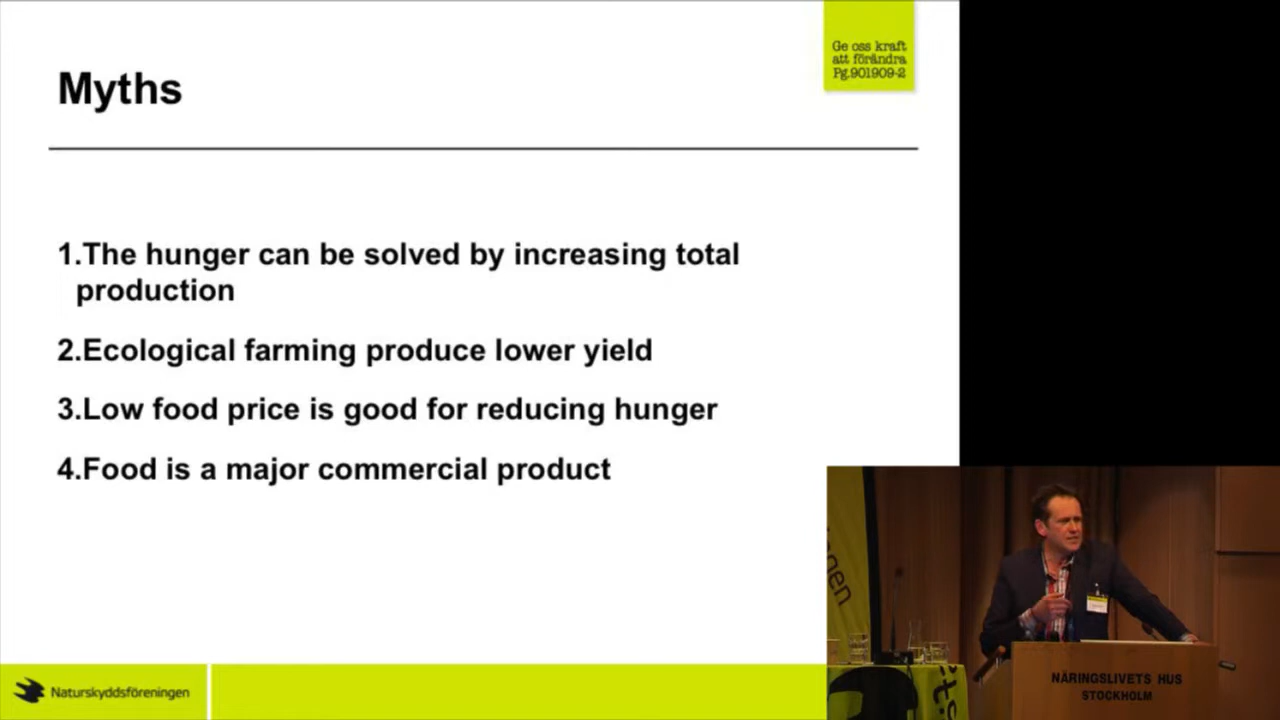 Ge oss kraft
att förändra
Pg.901909-2
Myths
1.The hunger can be solved by increasing total
production
2.Ecological farming produce lower yield
3.Low food price is good for reducing hunger
4.Food is a major commercial product
Naturskyddsföreningen
NÄRINGSLIVETS HUS
STOCKHOLM